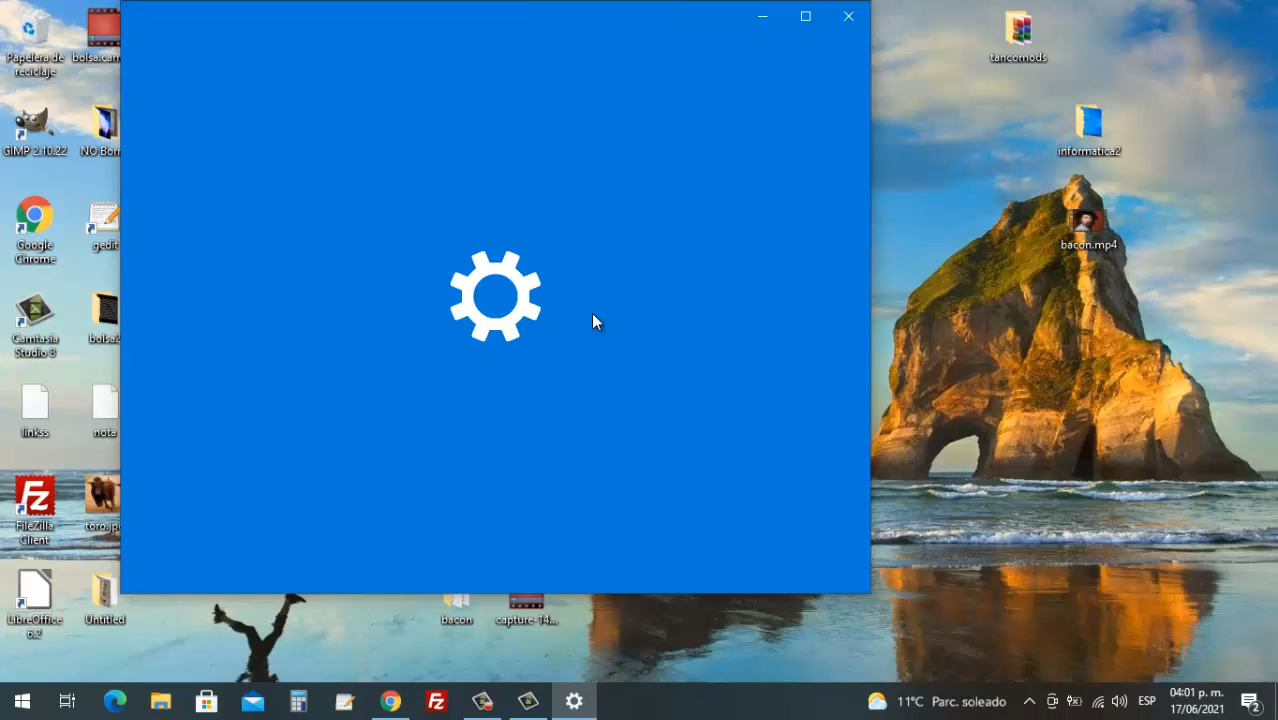 Papelera de
reciclaje
bolsa.cam
tancomods
GIMP 2.10.22
NO Bor
informatica2
Google
Chrome
gedit
bacon.mp4
Camtasia
Studio 8
bolsa2
linkss
nota
FileZilla
Client
toro.jp
LibreOffice
6.2
Untitled
bacon
capture-14...
11°C Parc. soleado
ESP
04:01 p. m.
17/06/2021
2